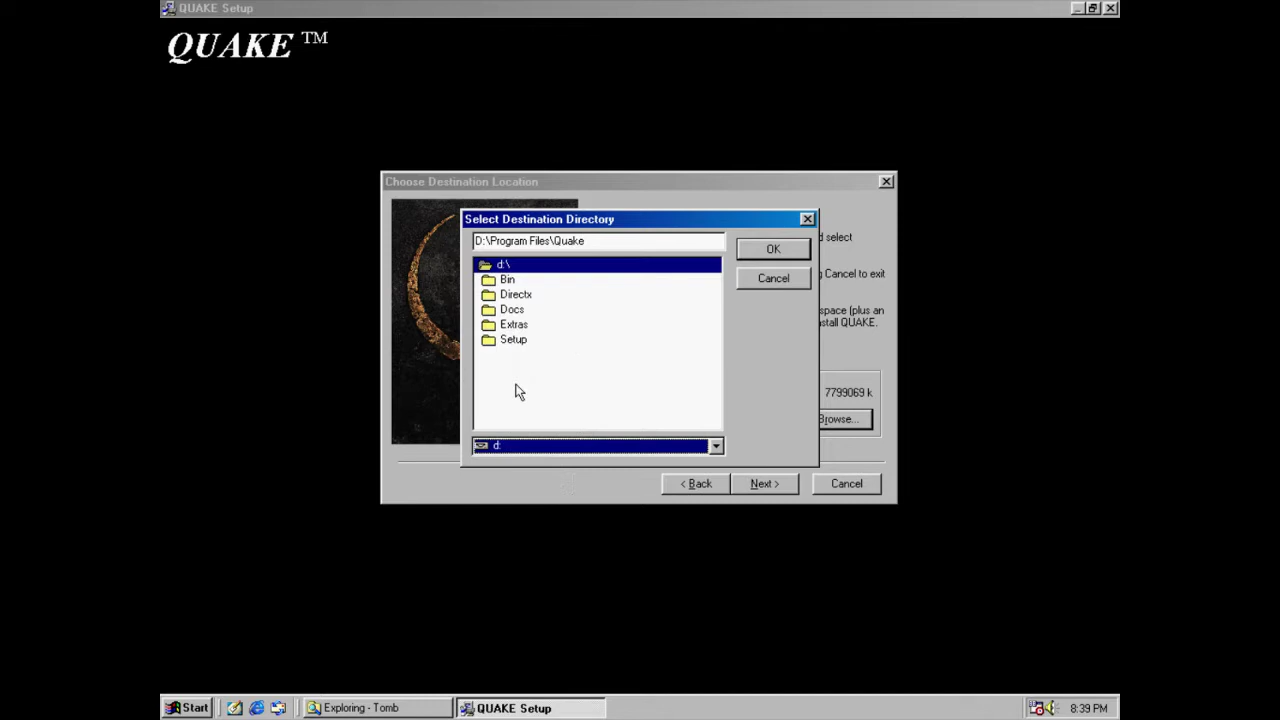 QUAKE Setup
QUAKE ™
Choose Destination Location
Select Destination Directory
D:\Program Files\Quake
OK
Cancel
d:\
Bin
Directx
Docs
Extras
Setup
d:
d select
g Cancel to exit
space (plus an
stall QUAKE.
7799069 k
Browse...
< Back
Next >
Cancel
Start
Exploring - Tomb
QUAKE Setup
8:39 PM